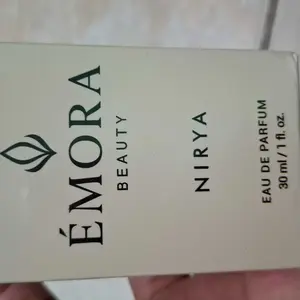 ÉMORA
BEAUTY
NIRYA
EAU DE PARFUM
30 ml / 1 fl. oz.